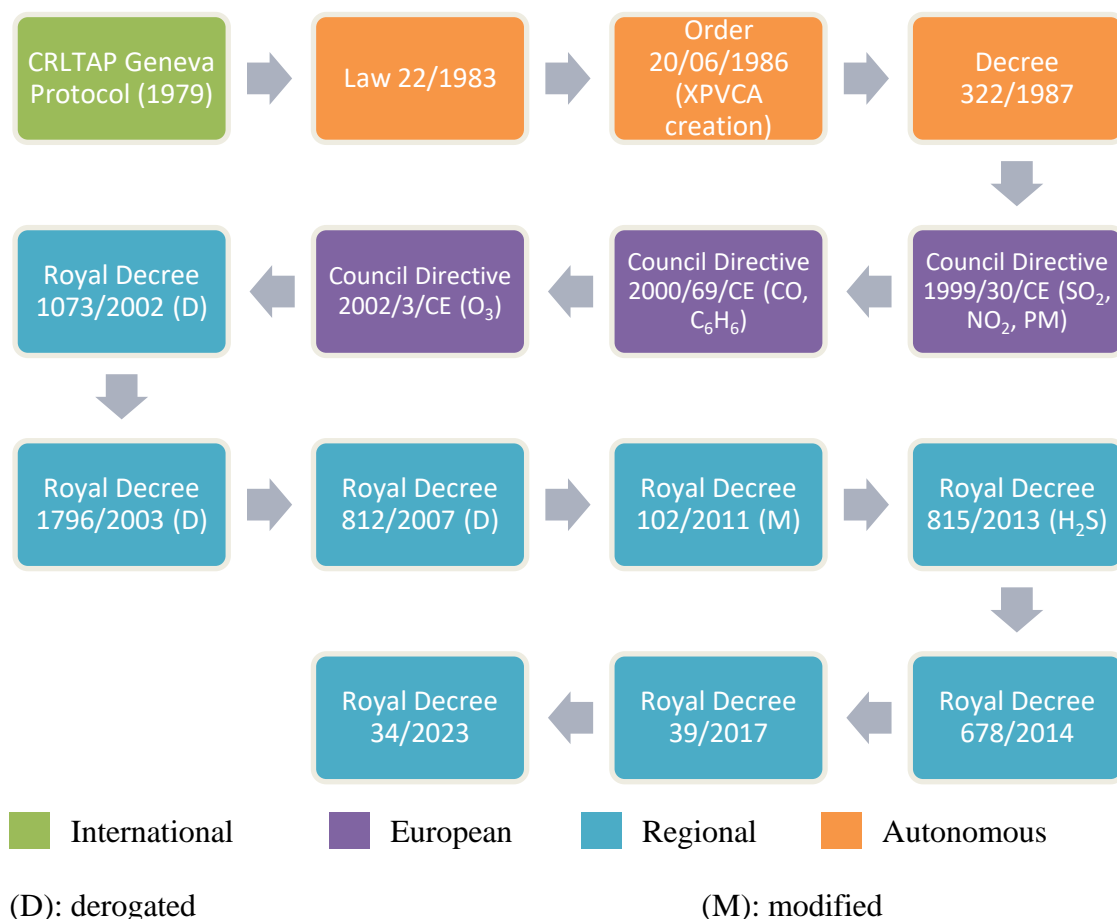 CRLTAP Geneva
Protocol (1979)
Law 22/1983
Order
20/06/1986
(XPVCA
creation)
Decree
322/1987
Royal Decree
1073/2002 (D)
Council Directive
2002/3/CE (O₃)
Council Directive
2000/69/CE (CO,
C₆H₆)
Council Directive
1999/30/CE (SO₂,
NO₂, PM)
Royal Decree
1796/2003 (D)
Royal Decree
812/2007 (D)
Royal Decree
102/2011 (M)
Royal Decree
815/2013 (H₂S)
Royal Decree
34/2023
Royal Decree
39/2017
Royal Decree
678/2014
International
European
Regional
Autonomous
(D): derogated
(M): modified